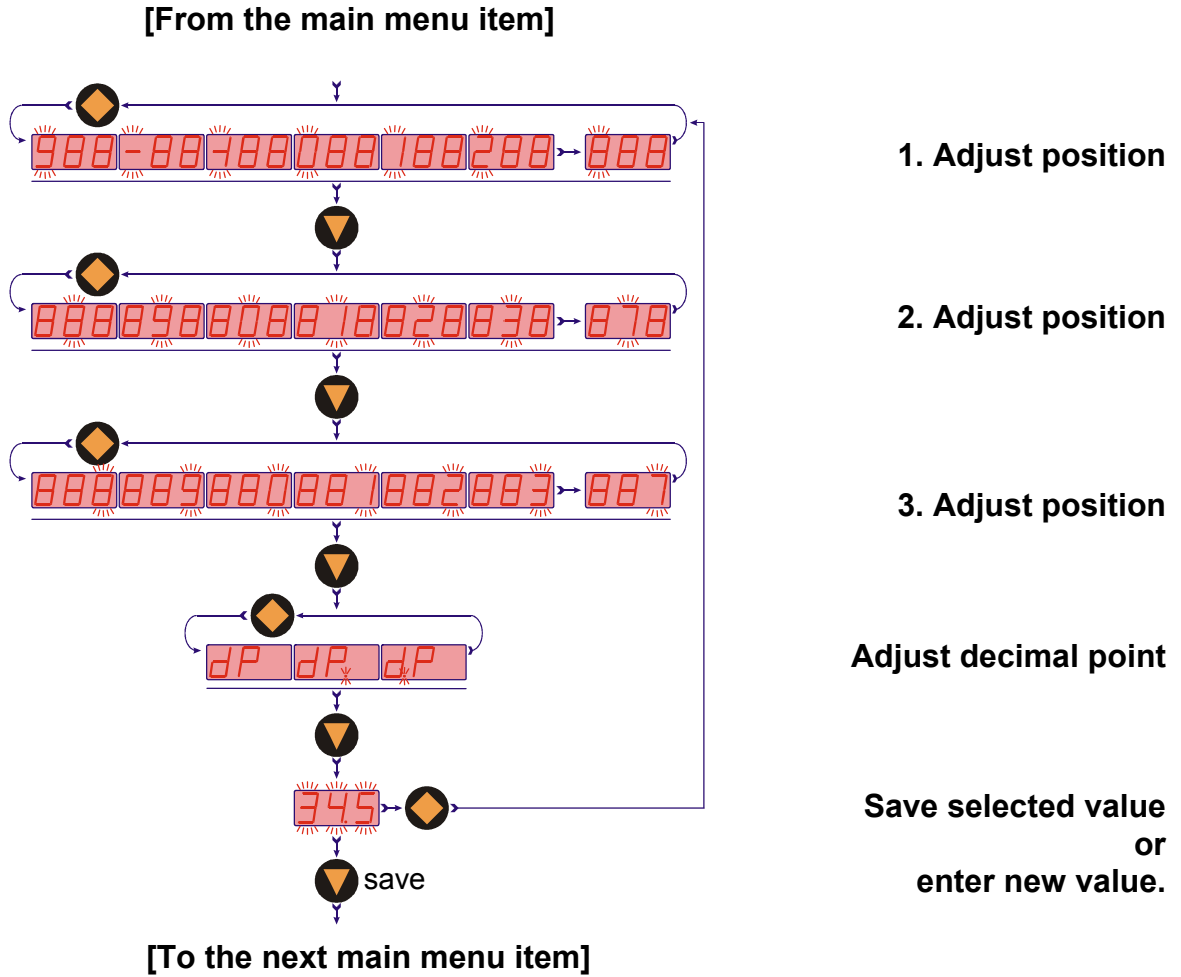 [From the main menu item]
988 -88 -188 088 188 288 888
1. Adjust position
888 898 808 818 828 838 878
2. Adjust position
888 889 880 881 882 883 887
3. Adjust position
dP dP. d.P
Adjust decimal point
34.5
Save selected value
or
enter new value.
save
[To the next main menu item]